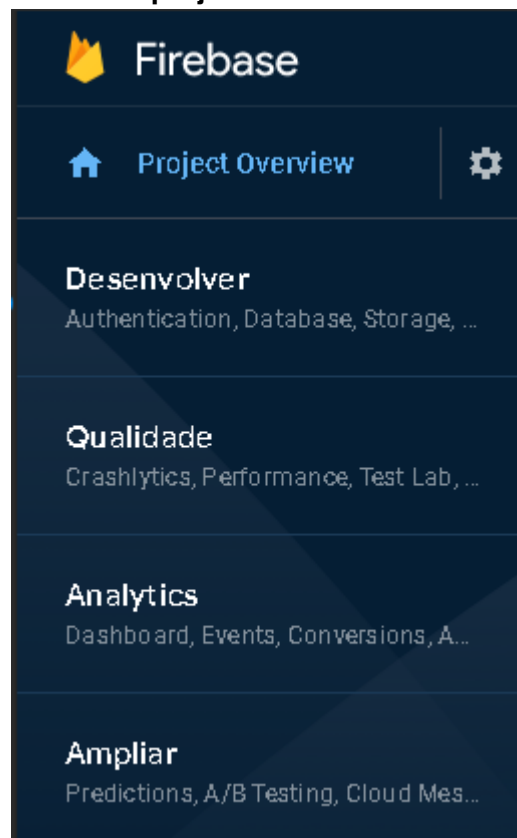 Firebase
Project Overview
Desenvolver
Authentication, Database, Storage, ...
Qualidade
Crashlytics, Performance, Test Lab, ...
Analytics
Dashboard, Events, Conversions, A...
Ampliar
Predictions, A/B Testing, Cloud Mes...